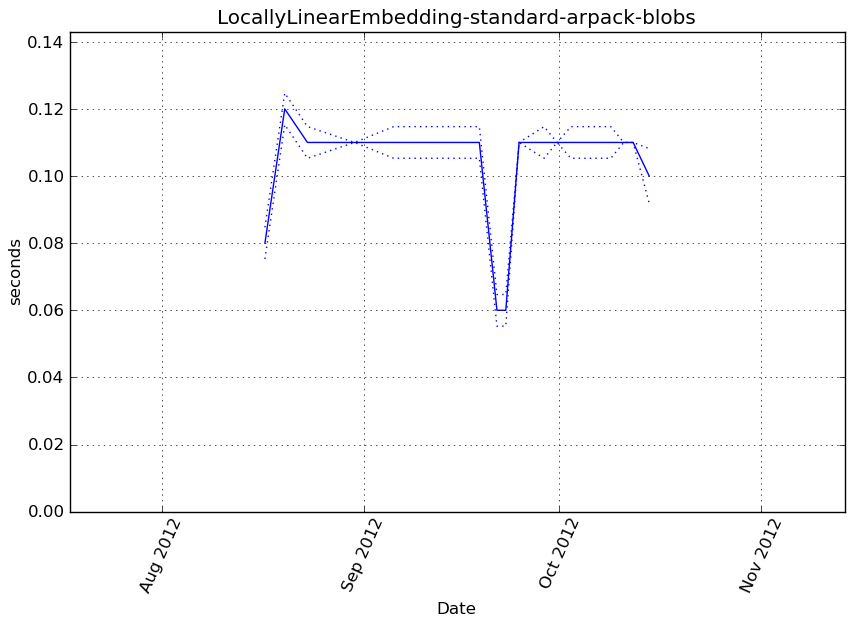 LocallyLinearEmbedding-standard-arpack-blobs
0.14
0.12
0.10
0.08
0.06
0.04
0.02
0.00
seconds
Aug 2012
Sep 2012
Oct 2012
Nov 2012
Date